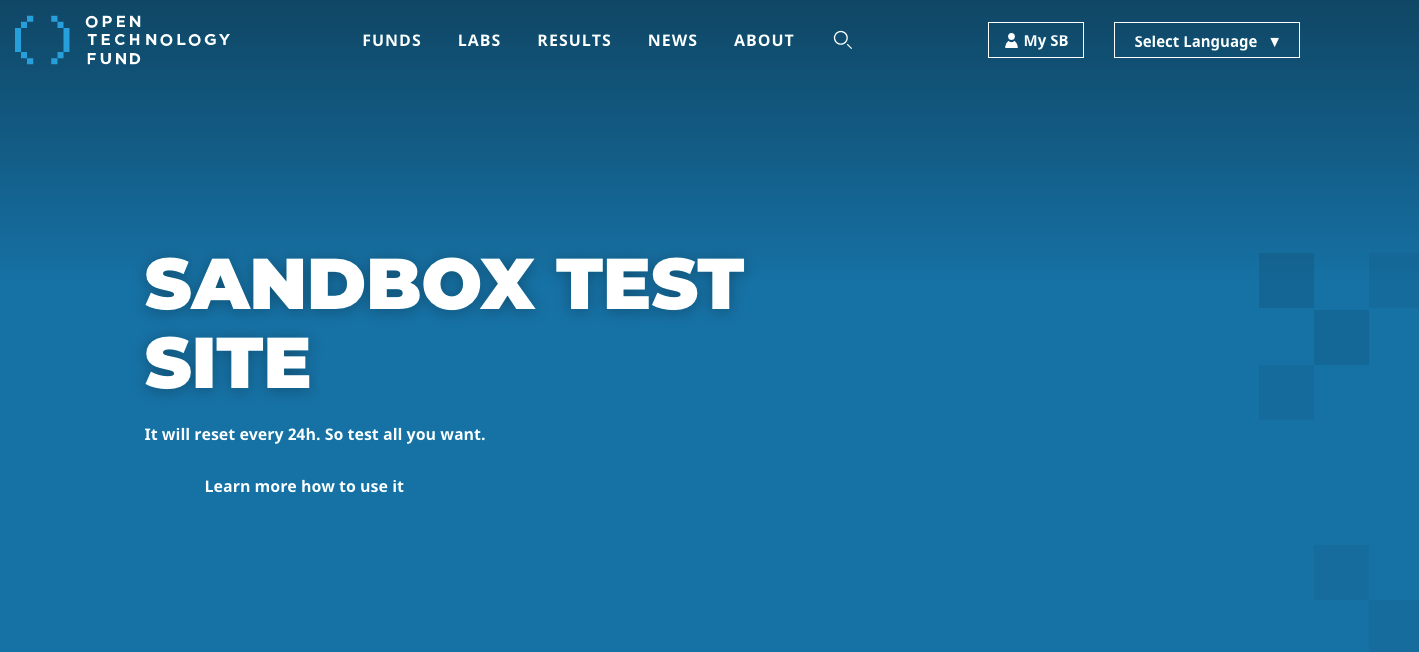 OPEN
TECHNOLOGY
FUND
FUNDS LABS RESULTS NEWS ABOUT
My SB
Select Language ▼
SANDBOX TEST
SITE
It will reset every 24h. So test all you want.
Learn more how to use it